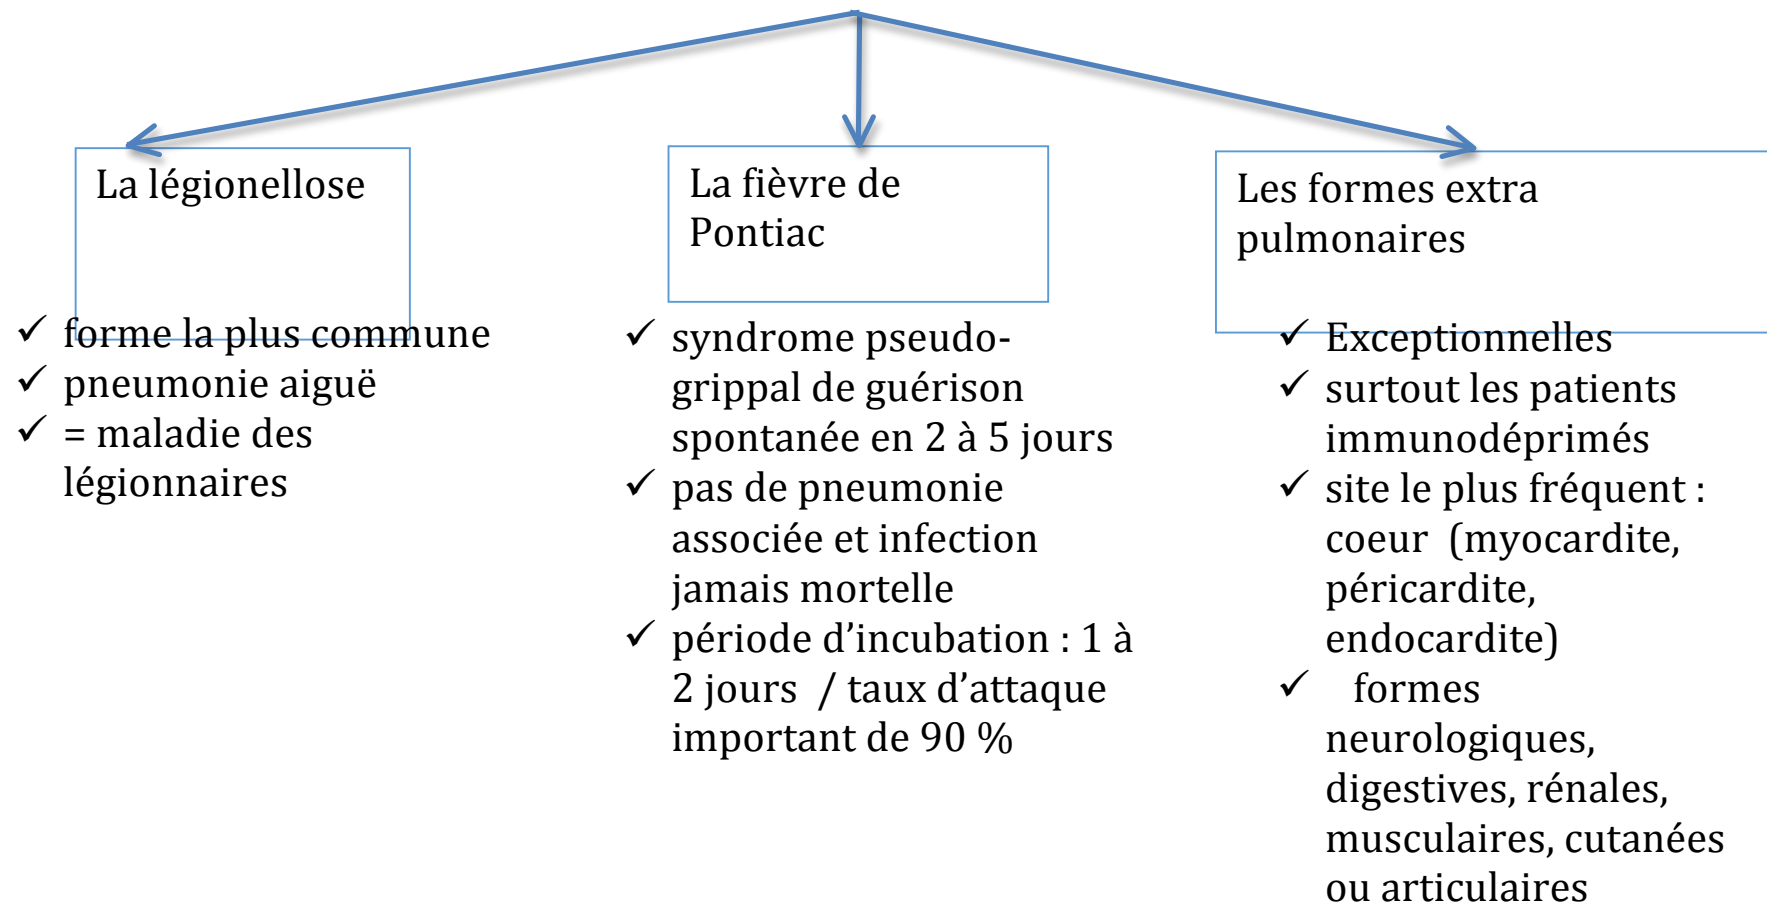 La légionellose
✓ forme la plus commune
✓ pneumonie aiguë
✓ = maladie des
légionnaires
La fièvre de
Pontiac
✓ syndrome pseudo-
grippal de guérison
spontanée en 2 à 5 jours
✓ pas de pneumonie
associée et infection
jamais mortelle
✓ période d’incubation : 1 à
2 jours / taux d’attaque
important de 90 %
Les formes extra
pulmonaires
✓ Exceptionnelles
✓ surtout les patients
immunodéprimés
✓ site le plus fréquent :
coeur (myocardite,
péricardite,
endocardite)
✓ formes
neurologiques,
digestives, rénales,
musculaires, cutanées
ou articulaires